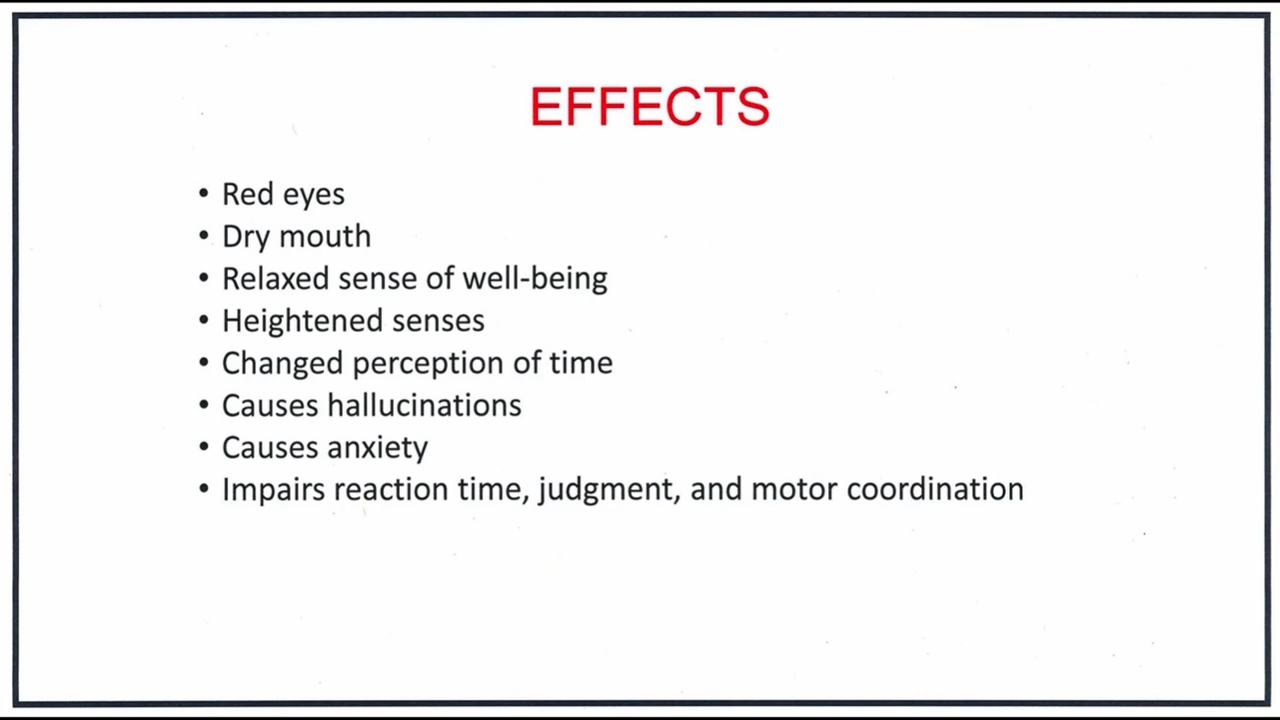 EFFECTS
• Red eyes
• Dry mouth
• Relaxed sense of well-being
• Heightened senses
• Changed perception of time
• Causes hallucinations
• Causes anxiety
• Impairs reaction time, judgment, and motor coordination